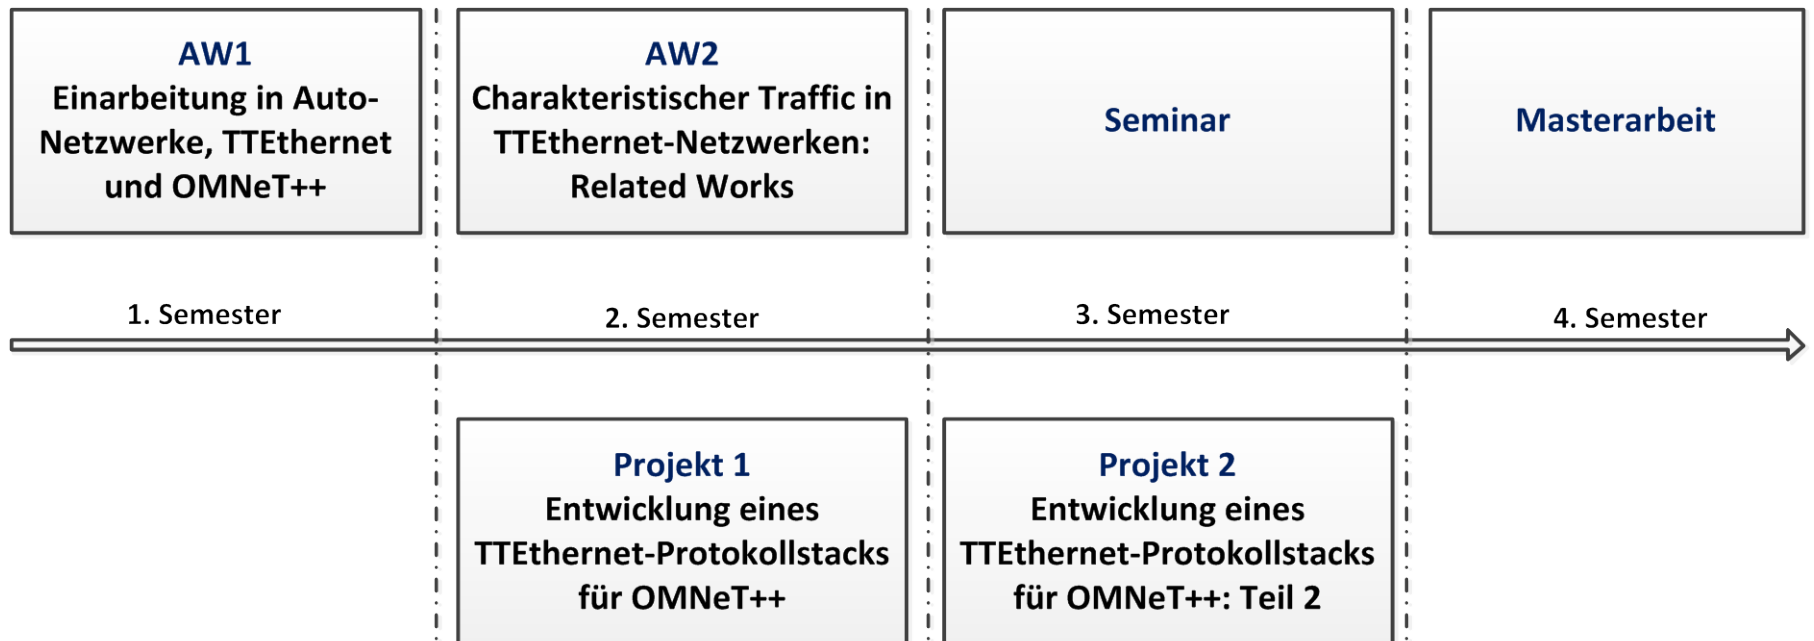 AW1
Einarbeitung in Auto-
Netzwerke, TTEthernet
und OMNeT++
AW2
Charakteristischer Traffic in
TTEthernet-Netzwerken:
Related Works
Seminar
Masterarbeit
1. Semester
2. Semester
3. Semester
4. Semester
Projekt 1
Entwicklung eines
TTEthernet-Protokollstacks
für OMNeT++
Projekt 2
Entwicklung eines
TTEthernet-Protokollstacks
für OMNeT++: Teil 2